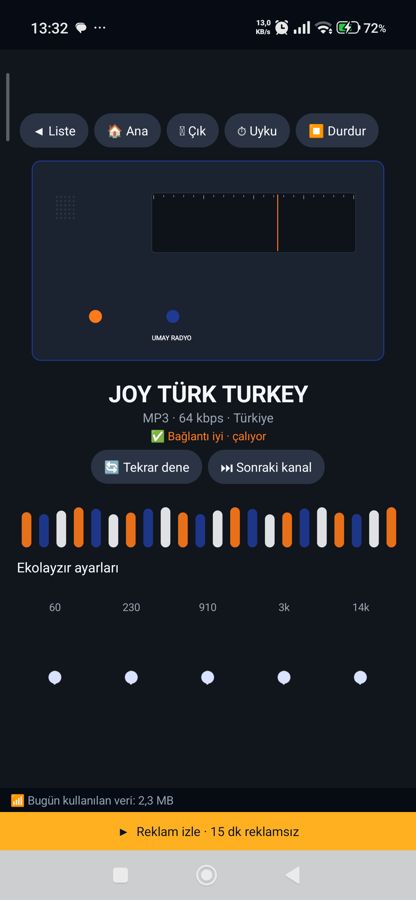 13:32 ··· 13,0 KB/s 72%
◄ Liste 🏠 Ana Çık ⏱ Uyku ⏹ Durdur
UMAY RADYO
JOY TÜRK TURKEY
MP3 · 64 kbps · Türkiye
✅ Bağlantı iyi · çalıyor
🔄 Tekrar dene ⏭ Sonraki kanal
Ekolayzır ayarları
60 230 910 3k 14k
📶 Bugün kullanılan veri: 2,3 MB
► Reklam izle · 15 dk reklamsız